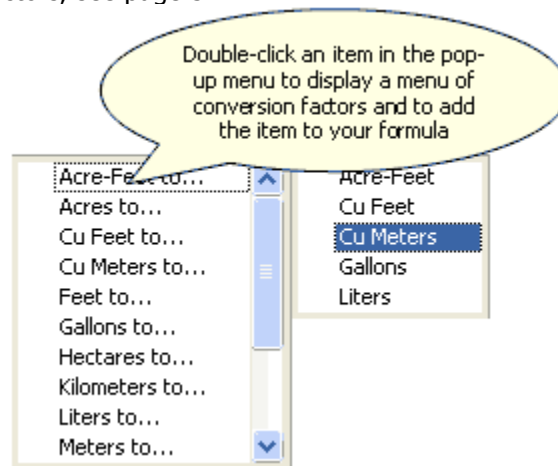 see page
Double-click an item in the pop-
up menu to display a menu of
conversion factors and to add
the item to your formula
Acre-Feet to...
Acres to...
Cu Feet to...
Cu Meters to...
Feet to...
Gallons to...
Hectares to...
Kilometers to...
Liters to...
Meters to...
Acre-Feet
Cu Feet
Cu Meters
Gallons
Liters